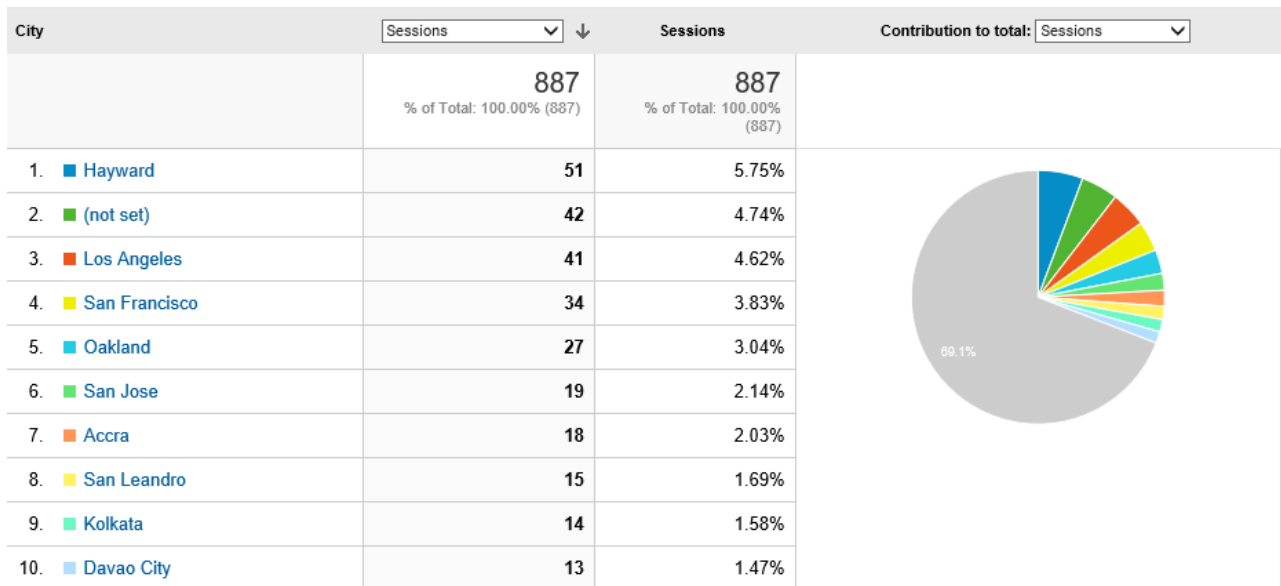 City Sessions Sessions Contribution to total: Sessions
887 887
% of Total: 100.00% (887) % of Total: 100.00%
(887)
1. Hayward 51 5.75%
2. (not set) 42 4.74%
3. Los Angeles 41 4.62%
4. San Francisco 34 3.83%
5. Oakland 27 3.04%
6. San Jose 19 2.14%
7. Accra 18 2.03%
8. San Leandro 15 1.69%
9. Kolkata 14 1.58%
10. Davao City 13 1.47%
69.1%